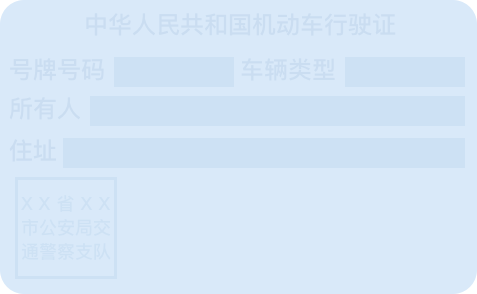 中华人民共和国机动车行驶证
号牌号码 车辆类型
所有人
住址
X X 省 X X
市公安局交
通警察支队